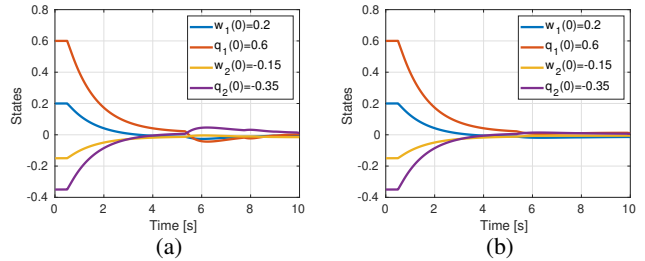 0.8
0.6
0.4
0.2
0
-0.2
-0.4
States
w₁(0)=0.2
q₁(0)=0.6
w₂(0)=-0.15
q₂(0)=-0.35
0 2 4 6 8 10
Time [s]
(a)
0.8
0.6
0.4
0.2
0
-0.2
-0.4
States
w₁(0)=0.2
q₁(0)=0.6
w₂(0)=-0.15
q₂(0)=-0.35
0 2 4 6 8 10
Time [s]
(b)